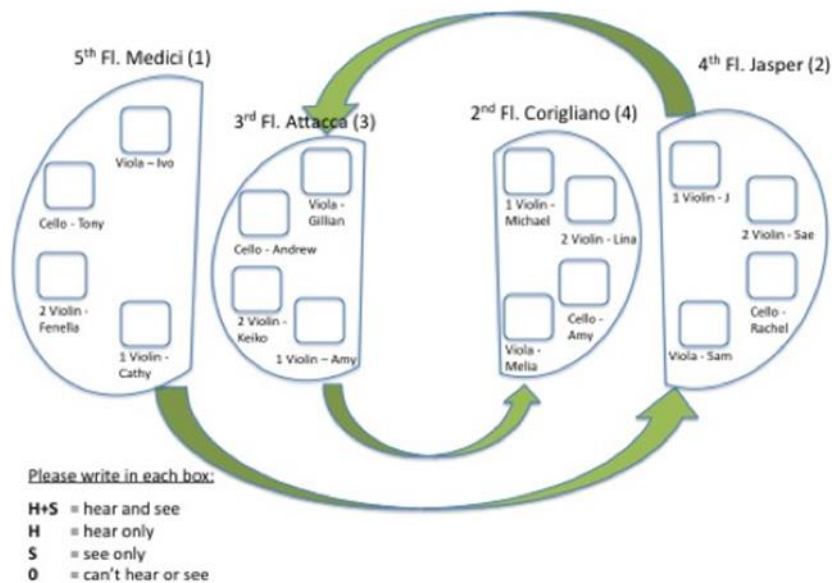 5th Fl. Medici (1)
4th Fl. Jasper (2)
3rd Fl. Attacca (3)
2nd Fl. Corigliano (4)
Viola – Ivo
Cello - Tony
2 Violin -
Fenella
1 Violin -
Cathy
Viola -
Gillian
Cello - Andrew
2 Violin -
Keiko
1 Violin – Amy
1 Violin -
Michael
2 Violin - Lina
Cello -
Amy
Viola -
Melia
1 Violin - J
2 Violin - Sae
Cello -
Rachel
Viola - Sam
Please write in each box:
H+S = hear and see
H = hear only
S = see only
0 = can't hear or see